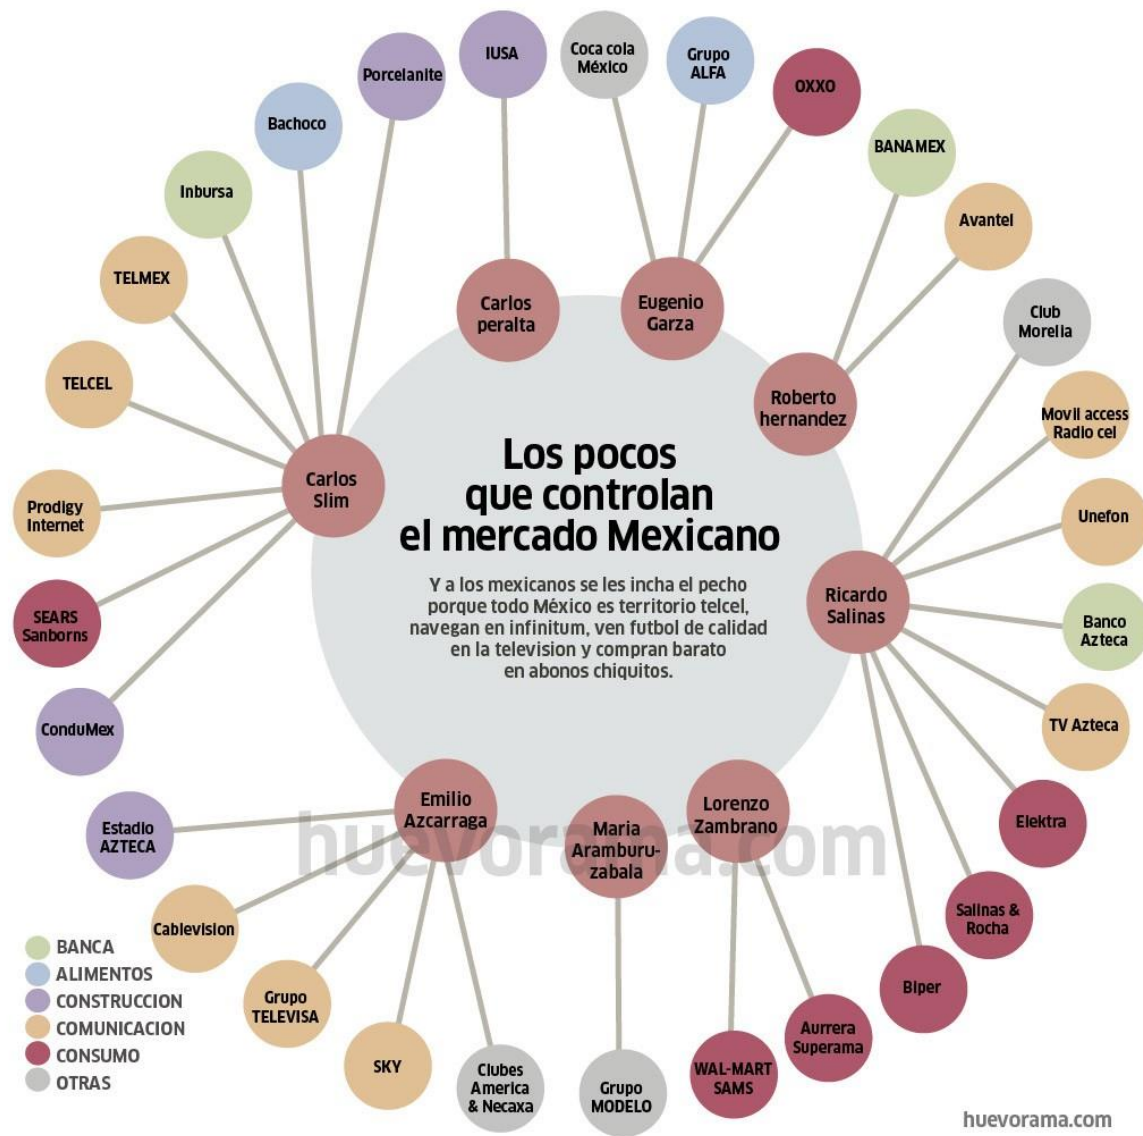 IUSA
Coca cola
México
Grupo
ALFA
OXXO
Porcelanite
Bachoco
BANAMEX
Inbursa
Avantel
TELMEX
Carlos
peralta
Eugenio
Garza
Club
Morelia
TELCEL
Roberto
hernandez
Movil access
Radio cel
Carlos
Slim
Los pocos
que controlan
el mercado Mexicano
Prodigy
Internet
Unefon
Y a los mexicanos se les incha el pecho
porque todo México es territorio telcel,
navegan en infinitum, ven futbol de calidad
en la television y compran barato
en abonos chiquitos.
Ricardo
Salinas
SEARS
Sanborns
Banco
Azteca
ConduMex
TV Azteca
Emilio
Azcarraga
Lorenzo
Zambrano
Maria
Aramburu-
zabala
Estadio
AZTECA
Elektra
huevorama.com
Cablevision
Salinas &
Rocha
Grupo
TELEVISA
Biper
SKY
Clubes
America
& Necaxa
Grupo
MODELO
WAL-MART
SAMS
Aurrera
Superama
BANCA
ALIMENTOS
CONSTRUCCION
COMUNICACION
CONSUMO
OTRAS
huevorama.com